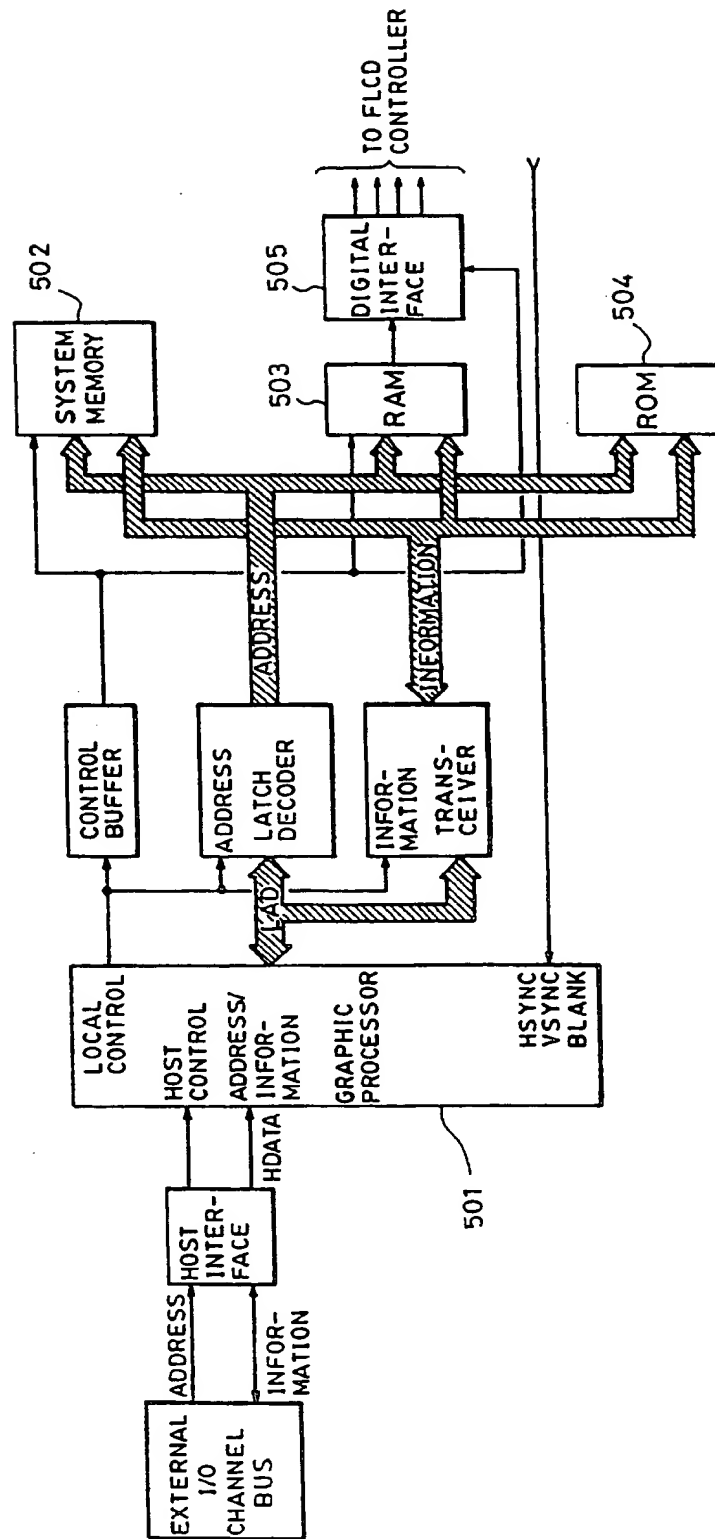 EXTERNAL
I/O
CHANNEL
BUS
ADDRESS
INFOR-
MATION
HOST
INTER-
FACE
HDATA
LOCAL
CONTROL
HOST
CONTROL
ADDRESS/
INFOR-
MATION
GRAPHIC
PROCESSOR
HSYNC
VSYNC
BLANK
501
LAD
CONTROL
BUFFER
ADDRESS
LATCH
DECODER
INFOR-
MATION
TRANS-
CEIVER
ADDRESS
INFORMATION
SYSTEM
MEMORY
502
RAM
503
ROM
504
DIGITAL
INTER-
FACE
505
TO FLCD
CONTROLLER